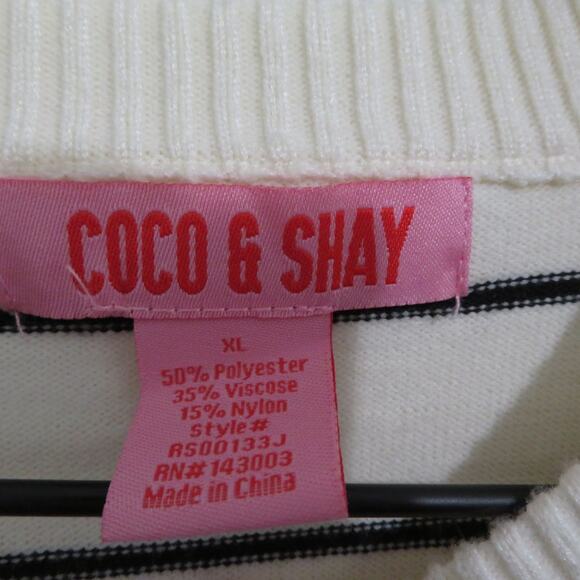 COCO & SHAY
XL
50% Polyester
35% Viscose
15% Nylon
style#
RS00133J
RN# 143003
Made in China